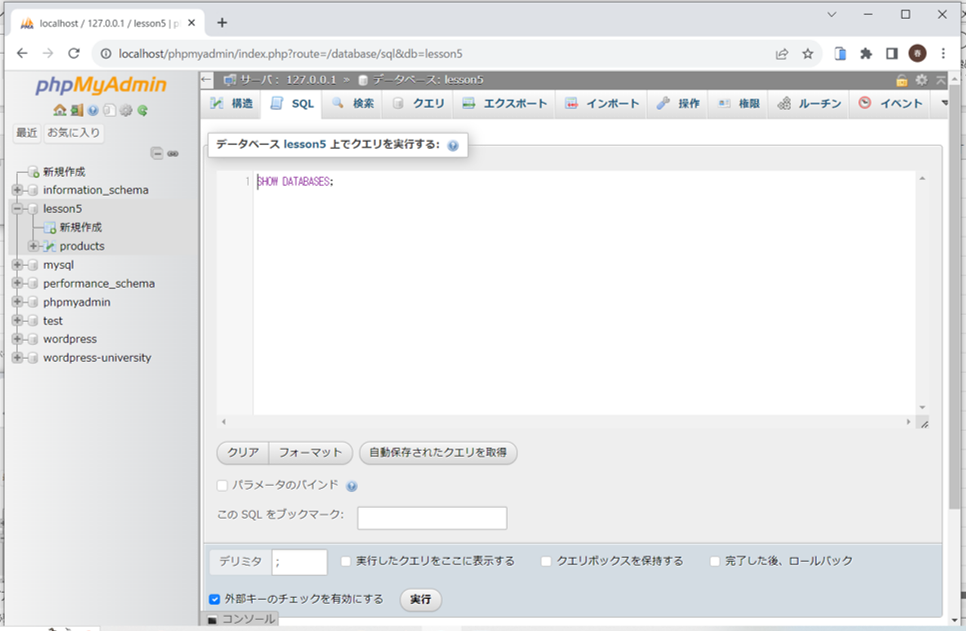 localhost / 127.0.0.1 / lesson5 | p
localhost/phpmyadmin/index.php?route=/database/sql&db=lesson5
phpMyAdmin
最近 お気に入り
新規作成
information_schema
lesson5
新規作成
products
mysql
performance_schema
phpmyadmin
test
wordpress
wordpress-university
サーバ: 127.0.0.1 » データベース: lesson5
構造 SQL 検索 クエリ エクスポート インポート 操作 権限 ルーチン イベント
データベース lesson5 上でクエリを実行する:
1 SHOW DATABASES;
クリア フォーマット 自動保存されたクエリを取得
パラメータのバインド
この SQL をブックマーク:
デリミタ ; 実行したクエリをここに表示する クエリボックスを保持する 完了した後、ロールバック
外部キーのチェックを有効にする 実行
コンソール